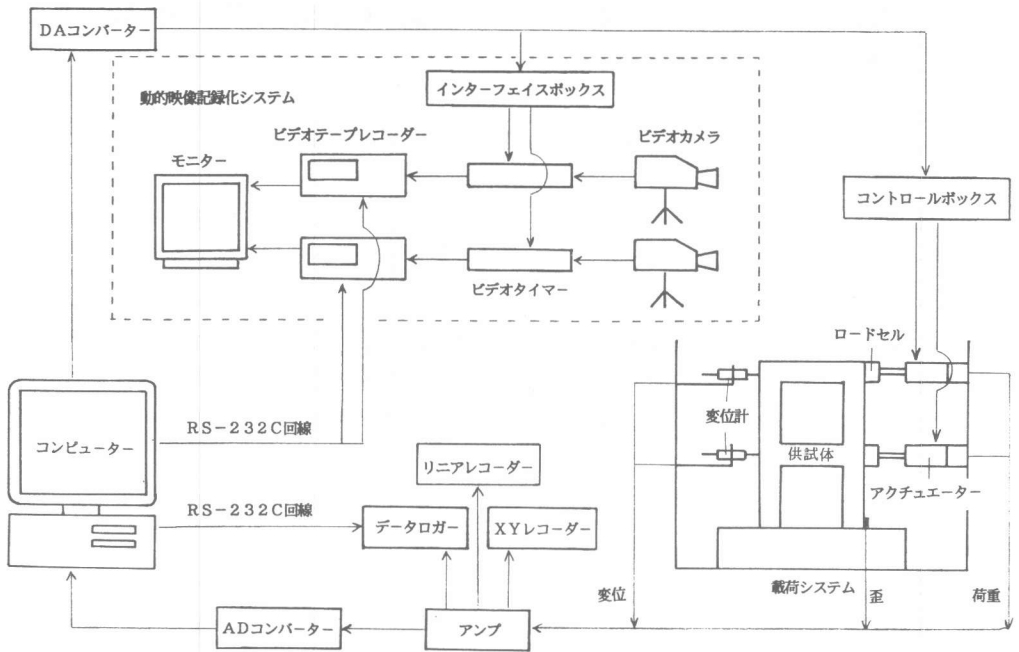 DAコンバーター
インターフェイスボックス
動的映像記録化システム
ビデオテープレコーダー
ビデオカメラ
モニター
コントロールボックス
ビデオタイマー
ロードセル
変位計
RS-232C回線
コンピューター
供試体
リニアレコーダー
アクチュエーター
RS-232C回線
データロガー
XYレコーダー
載荷システム
変位
歪
荷重
ADコンバーター
アンプ